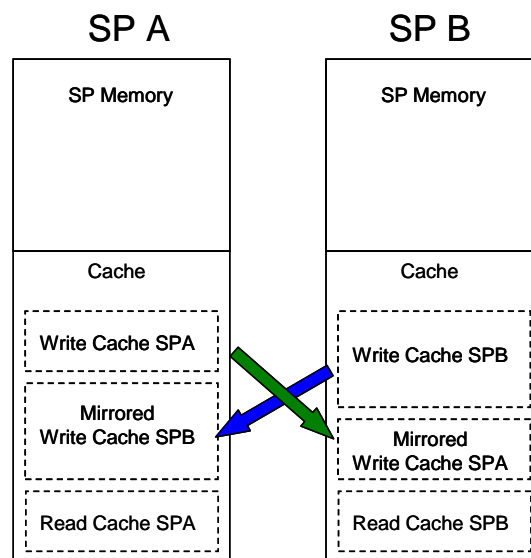 SP A
SP Memory
Cache
Write Cache SPA
Mirrored
Write Cache SPB
Read Cache SPA
SP B
SP Memory
Cache
Write Cache SPB
Mirrored
Write Cache SPA
Read Cache SPB